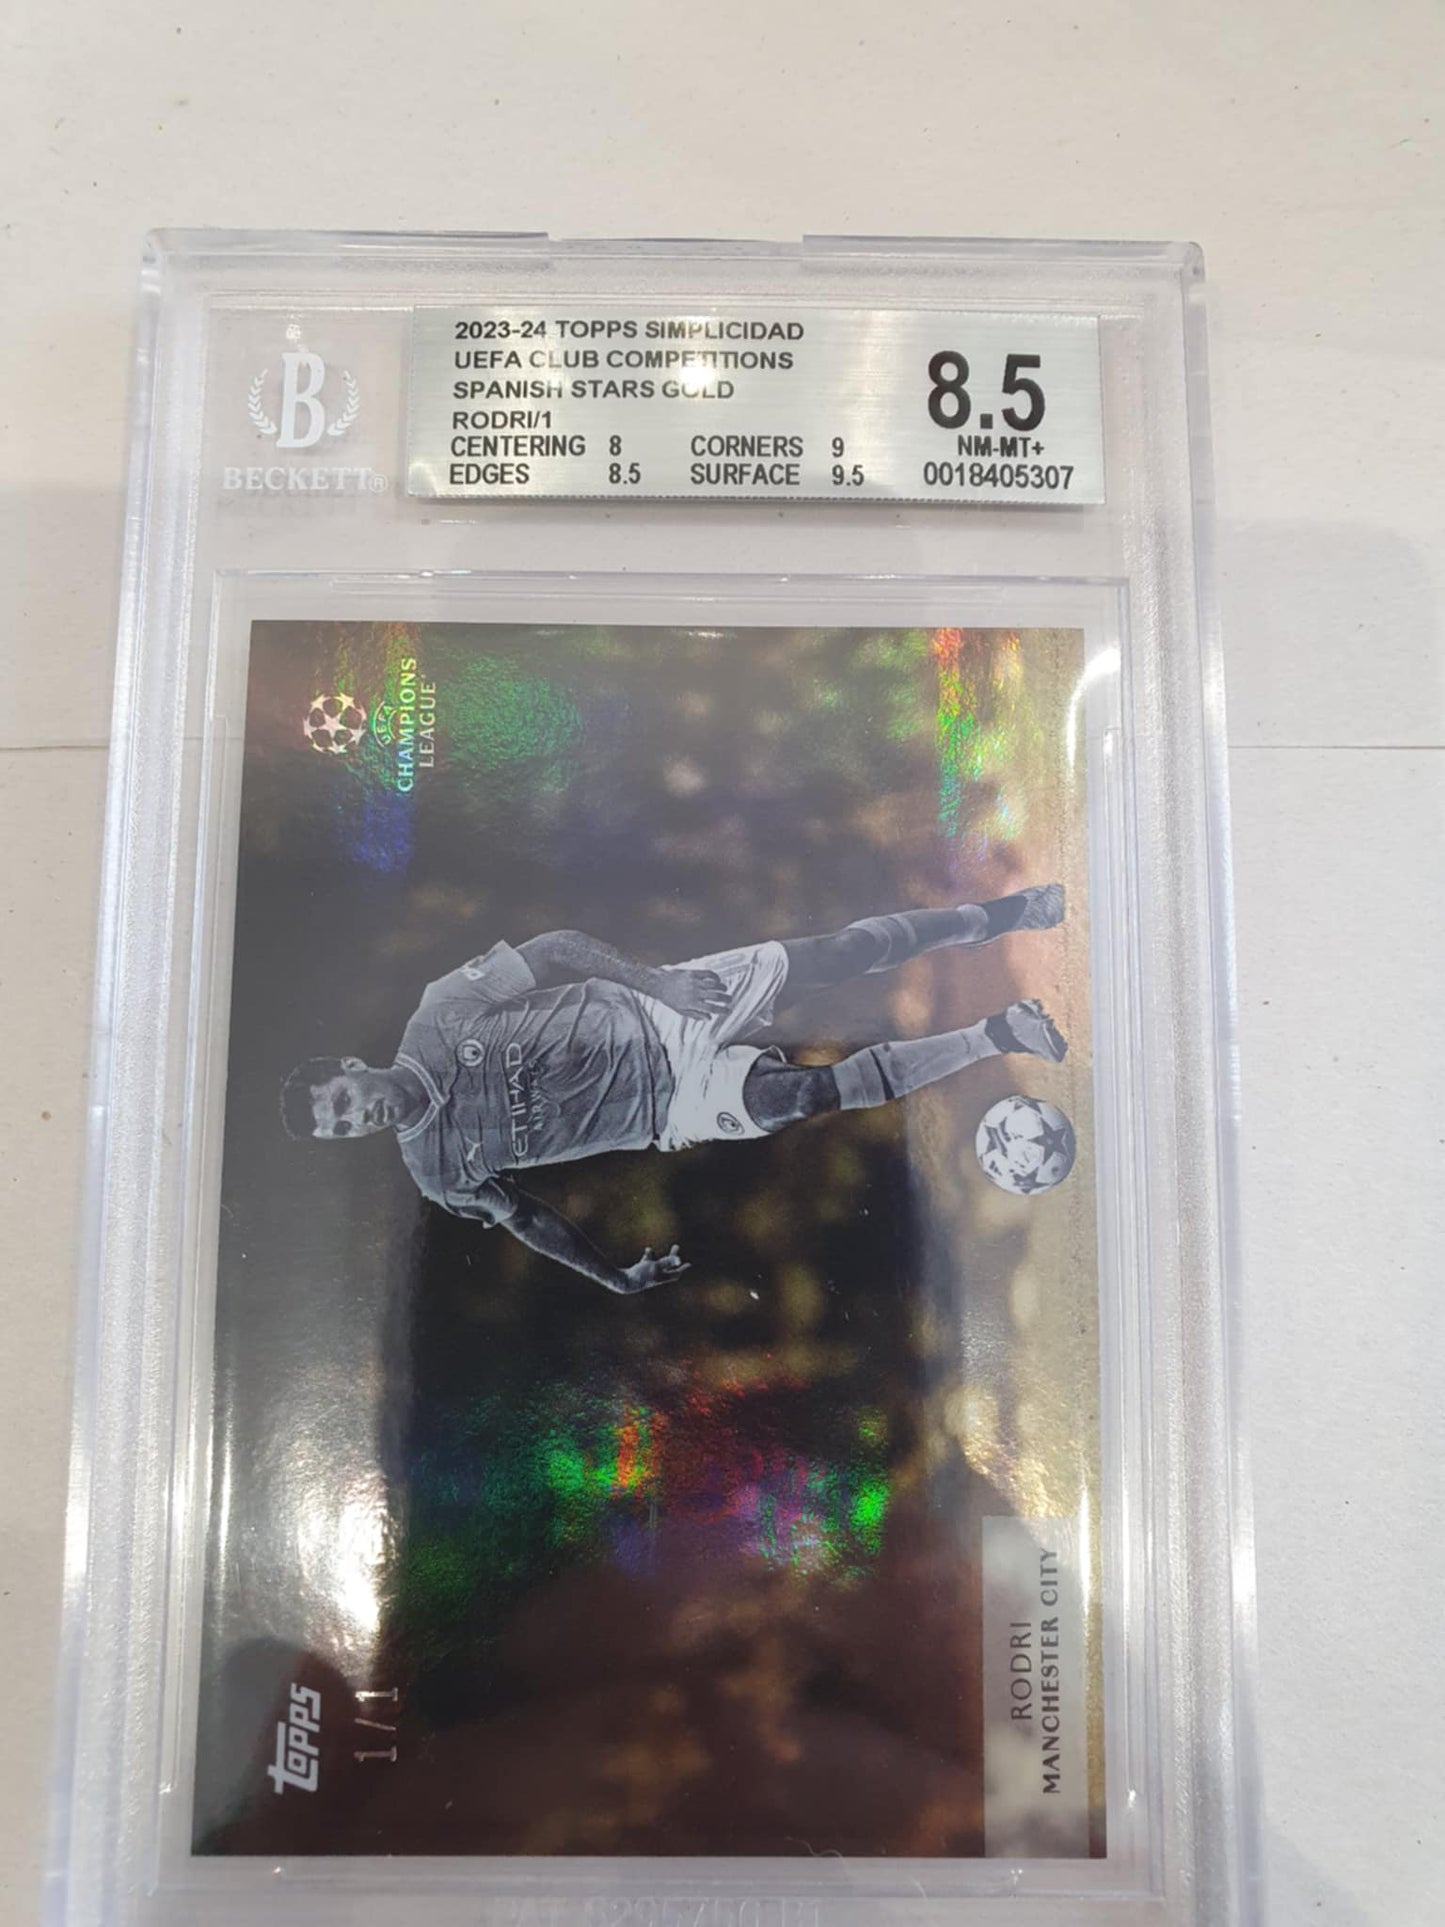 B
BECKETT®
2023-24 TOPPS SIMPLICIDAD
UEFA CLUB COMPETITIONS
SPANISH STARS GOLD
RODRI/1
CENTERING 8 CORNERS 9
EDGES 8.5 SURFACE 9.5
8.5
NM-MT+
0018405307
UEFA
CHAMPIONS
LEAGUE
ETIHAD
AIRWAYS
RODRI
MANCHESTER CITY
topps
1/1